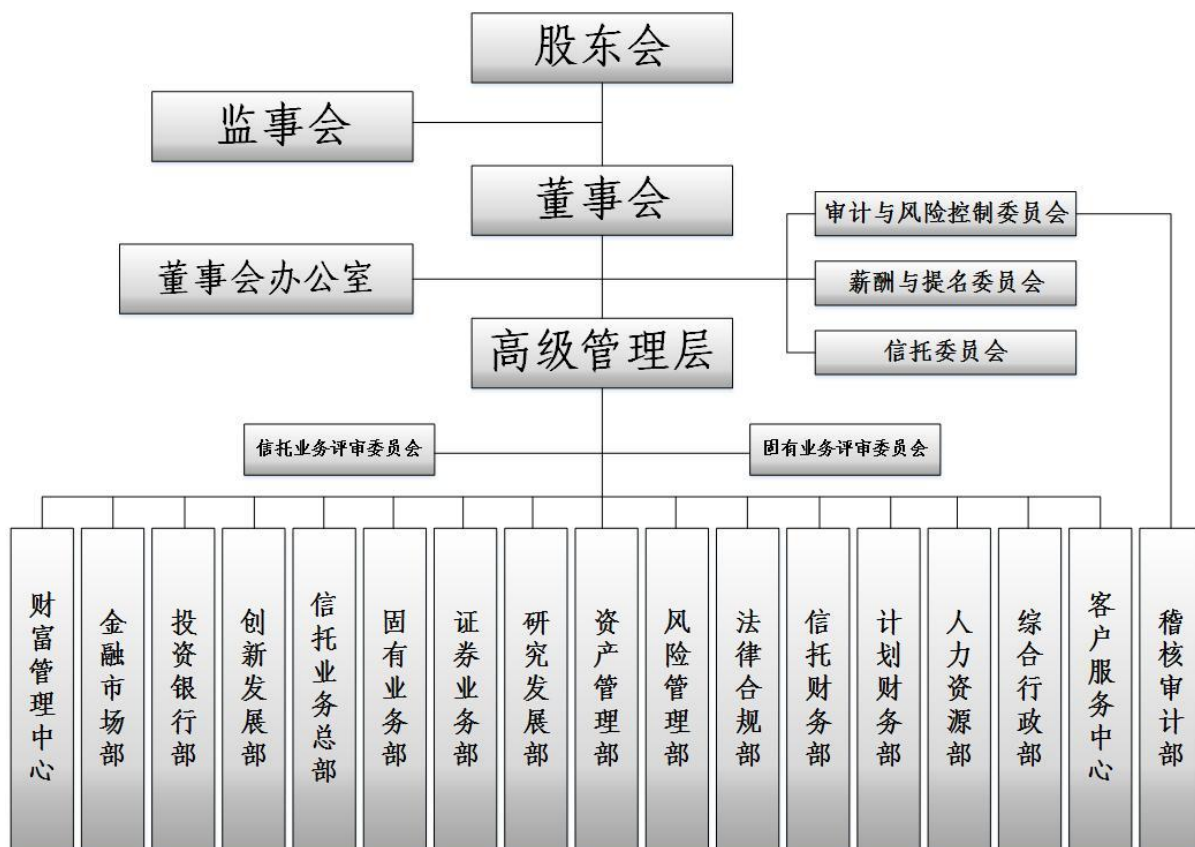 股东会
监事会
董事会
审计与风险控制委员会
董事会办公室
薪酬与提名委员会
高级管理层
信托委员会
信托业务评审委员会
固有业务评审委员会
财富管理中心
金融市场部
投资银行部
创新发展部
信托业务总部
固有业务部
证券业务部
研究发展部
资产管理部
风险管理部
法律合规部
信托财务部
计划财务部
人力资源部
综合行政部
客户服务中心
稽核审计部